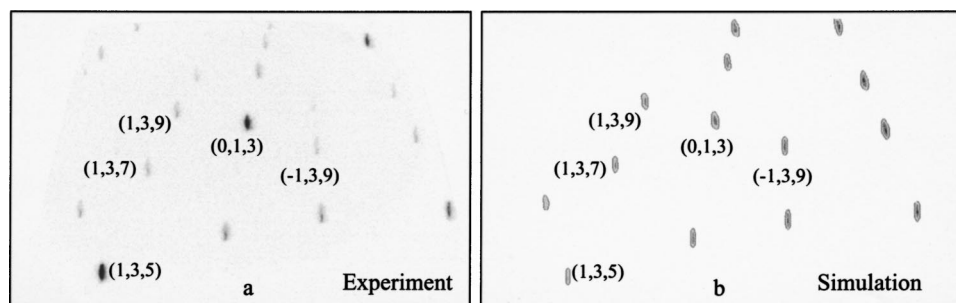 (1,3,9)
(0,1,3)
(1,3,7)
(-1,3,9)
(1,3,5)
a
Experiment
(1,3,9)
(0,1,3)
(1,3,7)
(-1,3,9)
(1,3,5)
b
Simulation